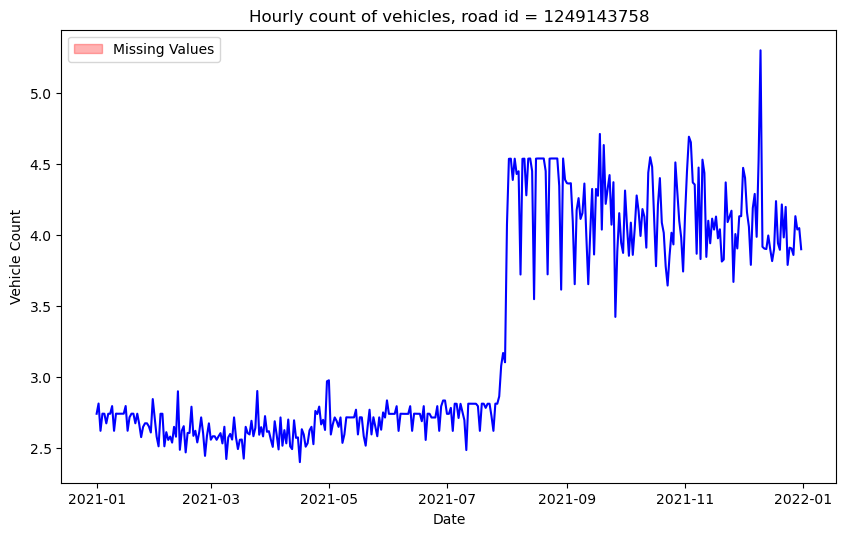 Hourly count of vehicles, road id = 1249143758
Missing Values
Vehicle Count
5.0
4.5
4.0
3.5
3.0
2.5
2021-01 2021-03 2021-05 2021-07 2021-09 2021-11 2022-01
Date